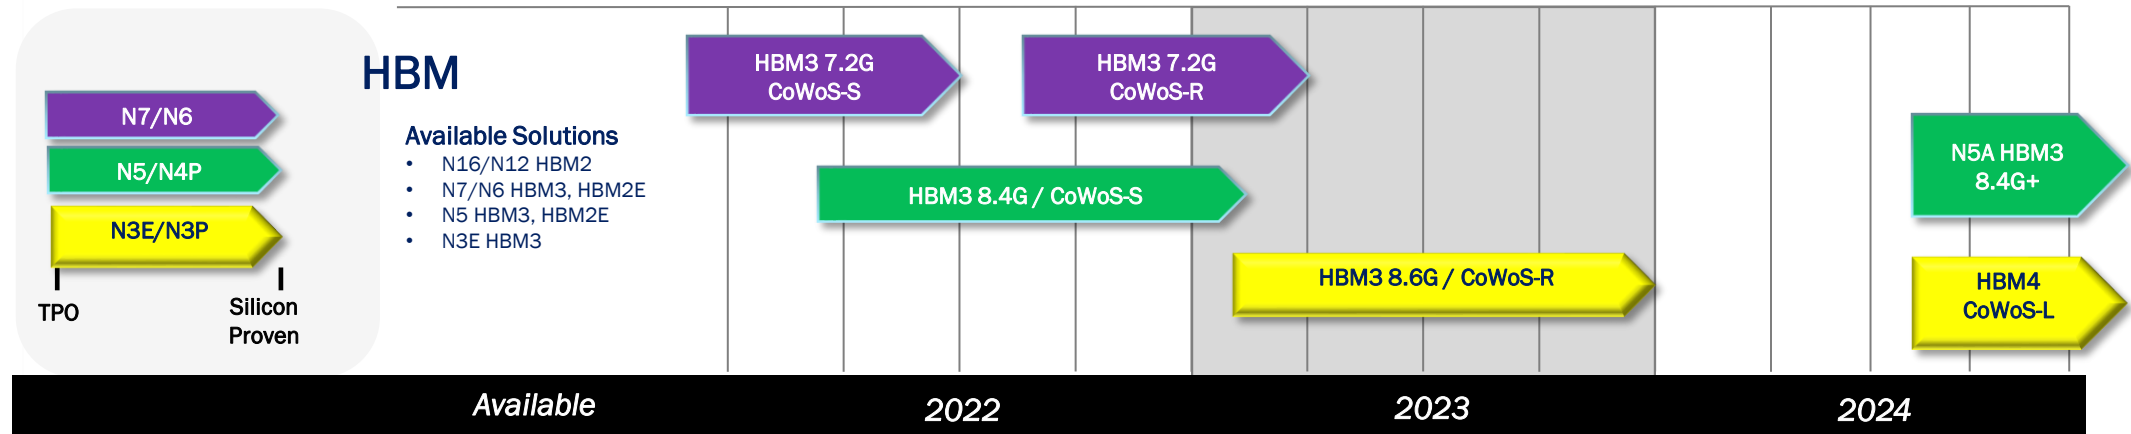 N7/N6
N5/N4P
N3E/N3P
TPO
Silicon
Proven
HBM
Available Solutions
• N16/N12 HBM2
• N7/N6 HBM3, HBM2E
• N5 HBM3, HBM2E
• N3E HBM3
HBM3 7.2G
CoWoS-S
HBM3 7.2G
CoWoS-R
HBM3 8.4G / CoWoS-S
HBM3 8.6G / CoWoS-R
N5A HBM3
8.4G+
HBM4
CoWoS-L
Available
2022
2023
2024